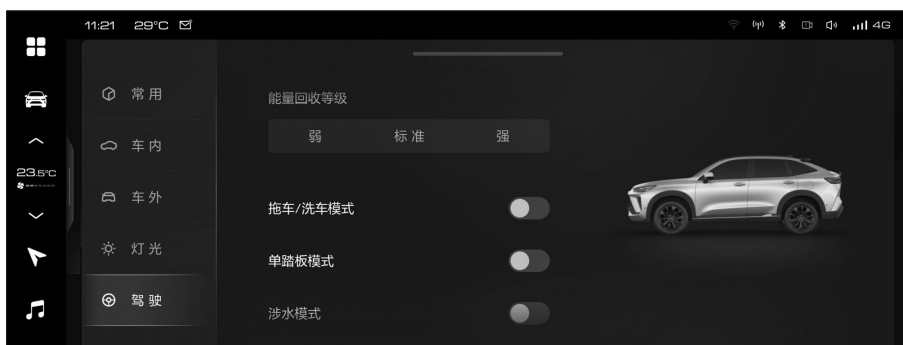 11:21 29°C 4G
常用
能量回收等级
弱 标准 强
车内
23.5°C
车外
拖车/洗车模式
灯光
单踏板模式
驾驶
涉水模式